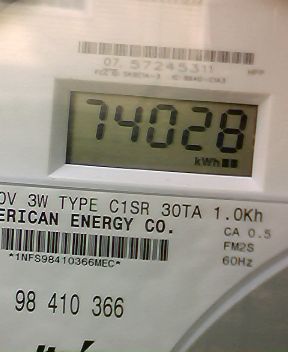 07 57245311
HPP
74028
kWh
0V 3W TYPE C1SR 30TA 1.0Kh
ERICAN ENERGY CO.
CA 0.5
FM2S
60Hz
*1NFS98410366MEC*
98 410 366